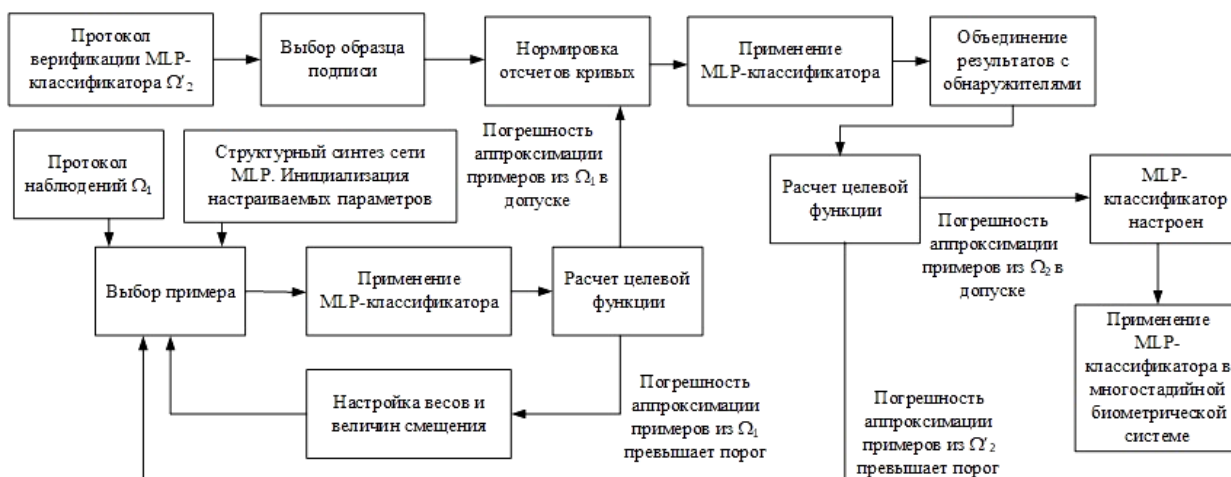 Протокол
верификации MLP-
классификатора Ω′₂
Выбор образца
подписи
Нормировка
отсчетов кривых
Применение
MLP-классификатора
Объединение
результатов с
обнаружителями
Протокол
наблюдений Ω₁
Структурный синтез сети
MLP. Инициализация
настраиваемых параметров
Погрешность
аппроксимации
примеров из Ω₁ в
допуске
Расчет целевой
функции
Погрешность
аппроксимации
примеров из Ω₂ в
допуске
MLP-
классификатор
настроен
Выбор примера
Применение
MLP-классификатора
Расчет целевой
функции
Применение
MLP-
классификатора в
многостадийной
биометрической
системе
Настройка весов и
величин смещения
Погрешность
аппроксимации
примеров из Ω₁
превышает порог
Погрешность
аппроксимации
примеров из Ω′₂
превышает порог